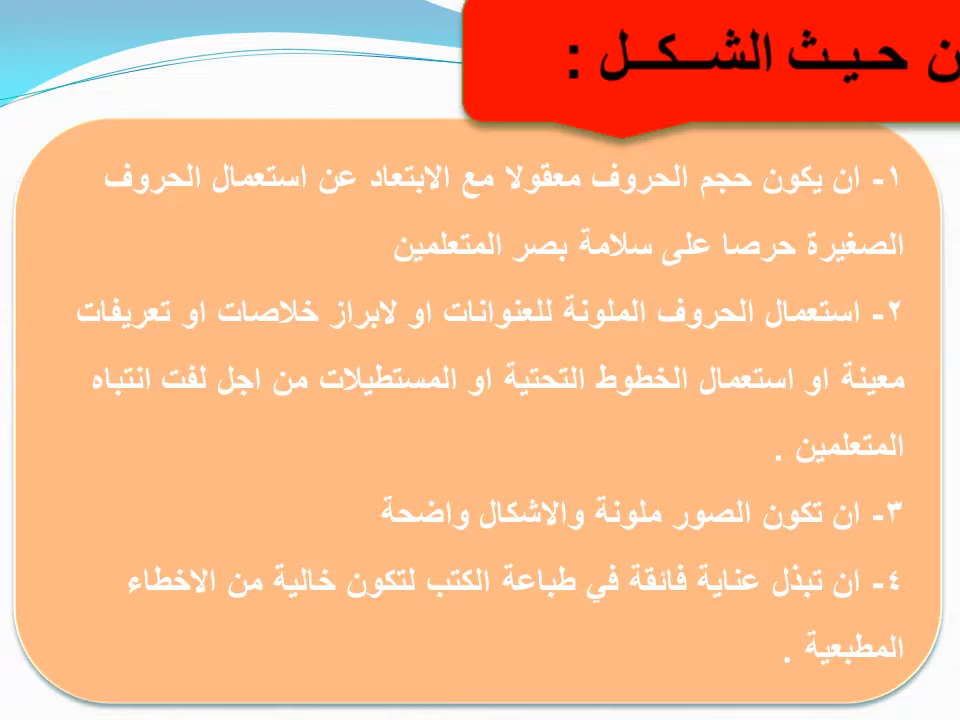 ن حيث الشكل :
١- ان يكون حجم الحروف معقولا مع الابتعاد عن استعمال الحروف
الصغيرة حرصا على سلامة بصر المتعلمين
٢- استعمال الحروف الملونة للعنوانات او لابراز خلاصات او تعريفات
معينة او استعمال الخطوط التحتية او المستطيلات من اجل لفت انتباه
المتعلمين .
٣- ان تكون الصور ملونة والاشكال واضحة
٤- ان تبذل عناية فائقة في طباعة الكتب لتكون خالية من الاخطاء
المطبعية .